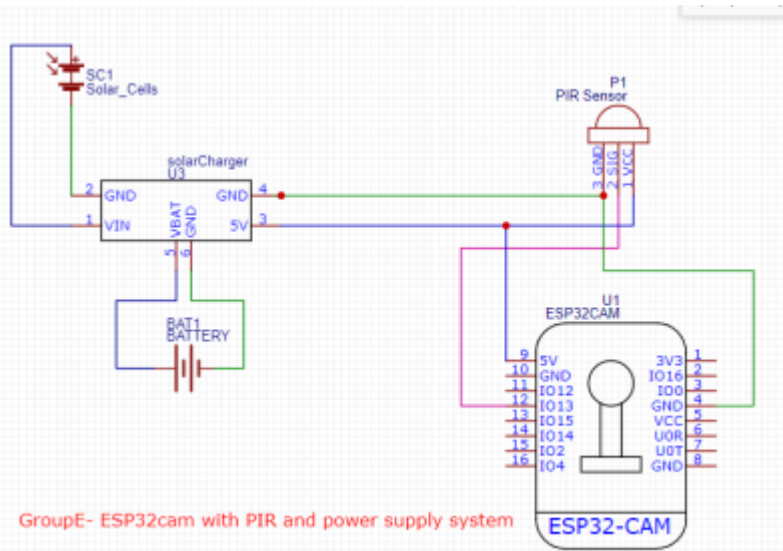 SC1
Solar_Cells
P1
PIR Sensor
3 GND
2 SIG
1 VCC
solarCharger
U3
2 GND
1 VIN
GND 4
5V 3
VBAT 5
GND 6
BAT1
BATTERY
U1
ESP32CAM
9 5V
10 GND
11 IO12
12 IO13
13 IO15
14 IO14
15 IO2
16 IO4
3V3 1
IO16 2
IO0 3
GND 4
VCC 5
U0R 6
U0T 7
GND 8
ESP32-CAM
GroupE- ESP32cam with PIR and power supply system